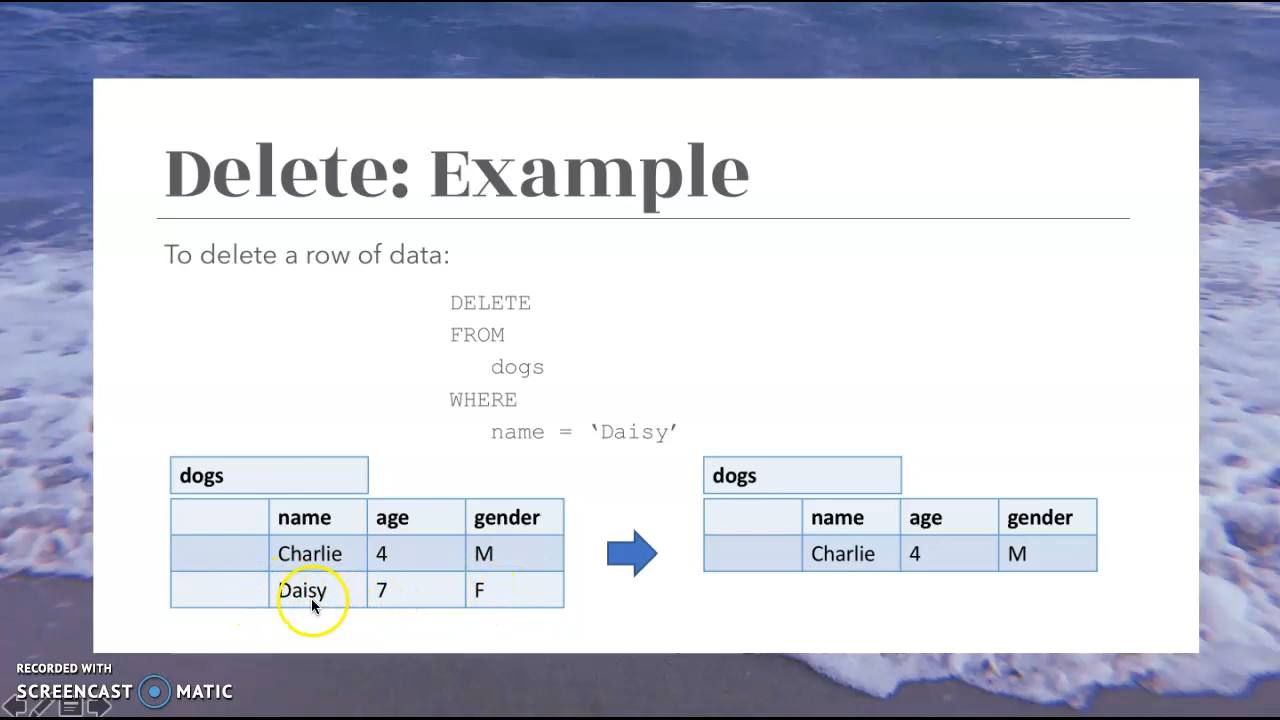 Delete: Example
To delete a row of data:
DELETE
FROM
dogs
WHERE
name = ‘Daisy’
dogs
name age gender
Charlie 4 M
Daisy 7 F
dogs
name age gender
Charlie 4 M
RECORDED WITH
SCREENCAST MATIC